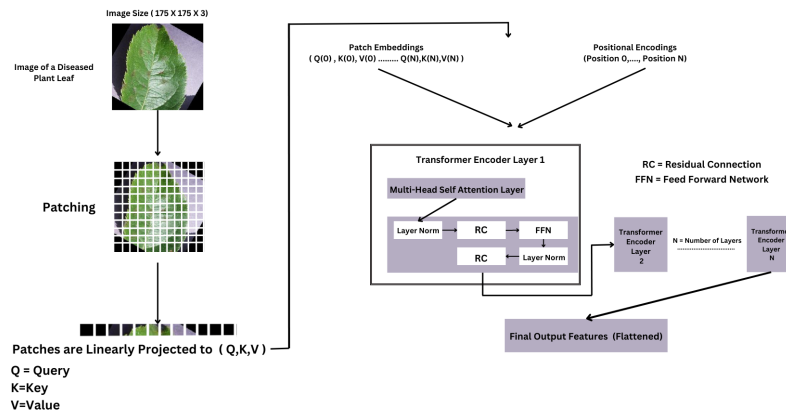 Image Size ( 175 X 175 X 3)
Image of a Diseased
Plant Leaf
Patching
Patches are Linearly Projected to ( Q,K,V )
Q = Query
K=Key
V=Value
Patch Embeddings
( Q(0) , K(0), V(0) ......... Q(N),K(N),V(N) )
Positional Encodings
(Position 0,...., Position N)
Transformer Encoder Layer 1
Multi-Head Self Attention Layer
Layer Norm
RC
FFN
RC
Layer Norm
RC = Residual Connection
FFN = Feed Forward Network
Transformer
Encoder
Layer
2
N = Number of Layers
Transformer
Encoder
Layer
N
Final Output Features (Flattened)